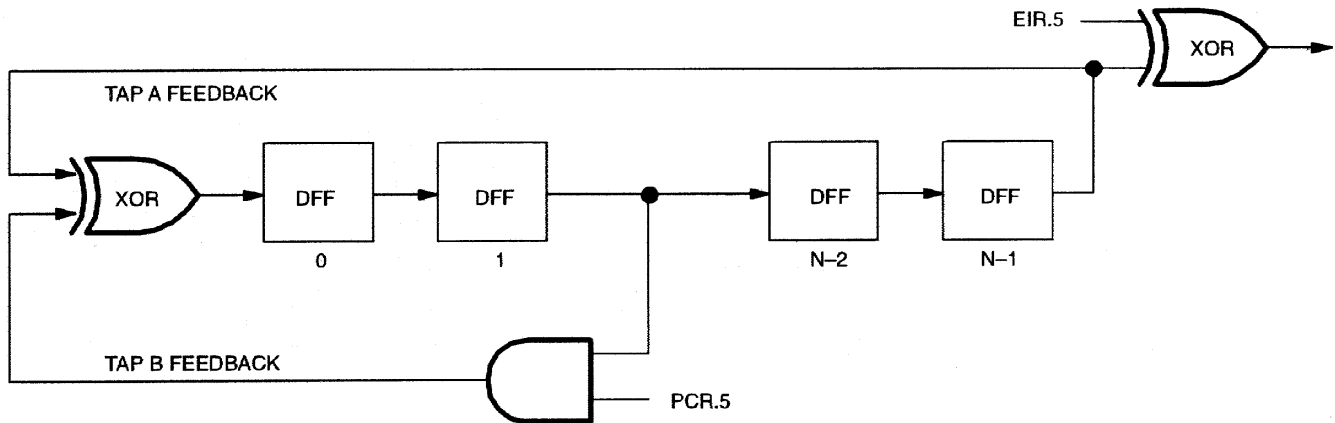 EIR.5
XOR
TAP A FEEDBACK
XOR
DFF
DFF
DFF
DFF
0
1
N–2
N–1
TAP B FEEDBACK
PCR.5